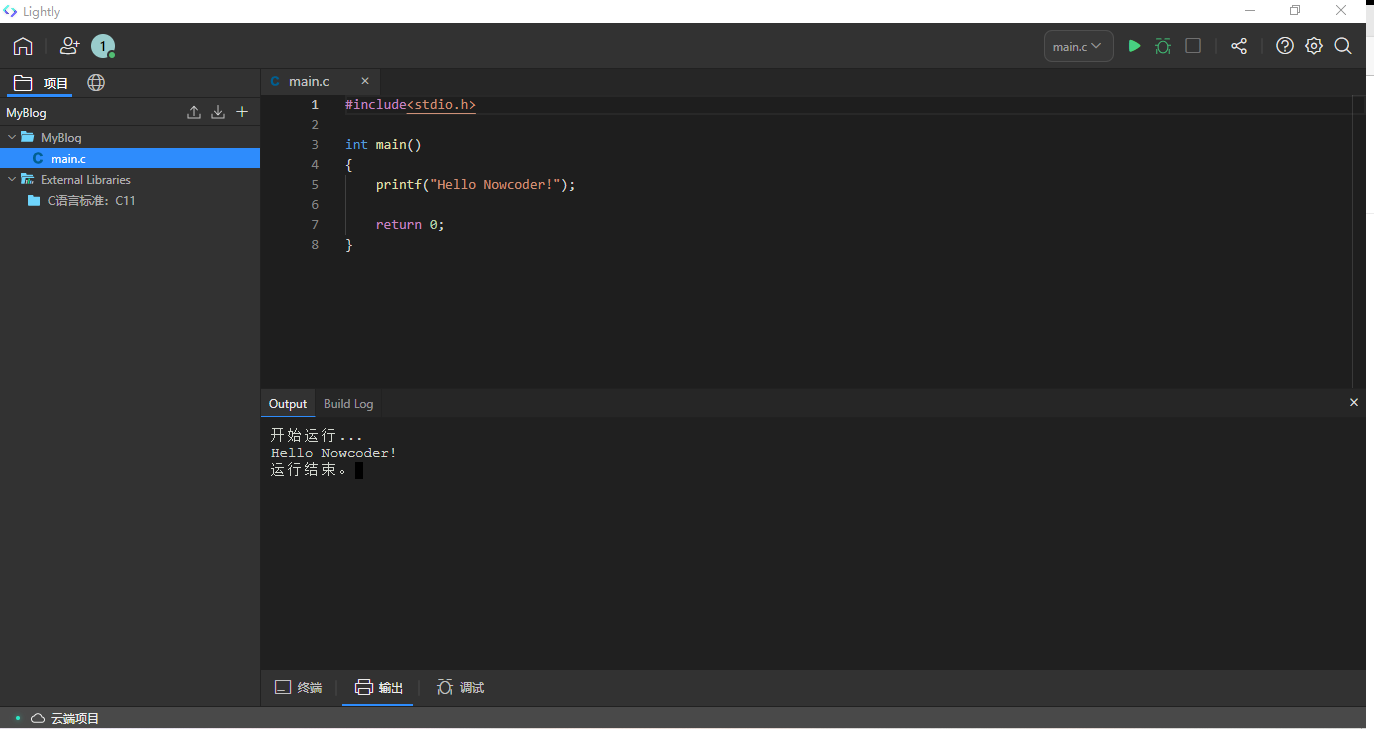 Lightly
1
main.c
项目
main.c
MyBlog
MyBlog
main.c
External Libraries
C语言标准：C11
1 #include<stdio.h>
2
3 int main()
4 {
5 printf("Hello Nowcoder!");
6
7 return 0;
8 }
Output Build Log
开始运行...
Hello Nowcoder!
运行结束。
终端 输出 调试
云端项目